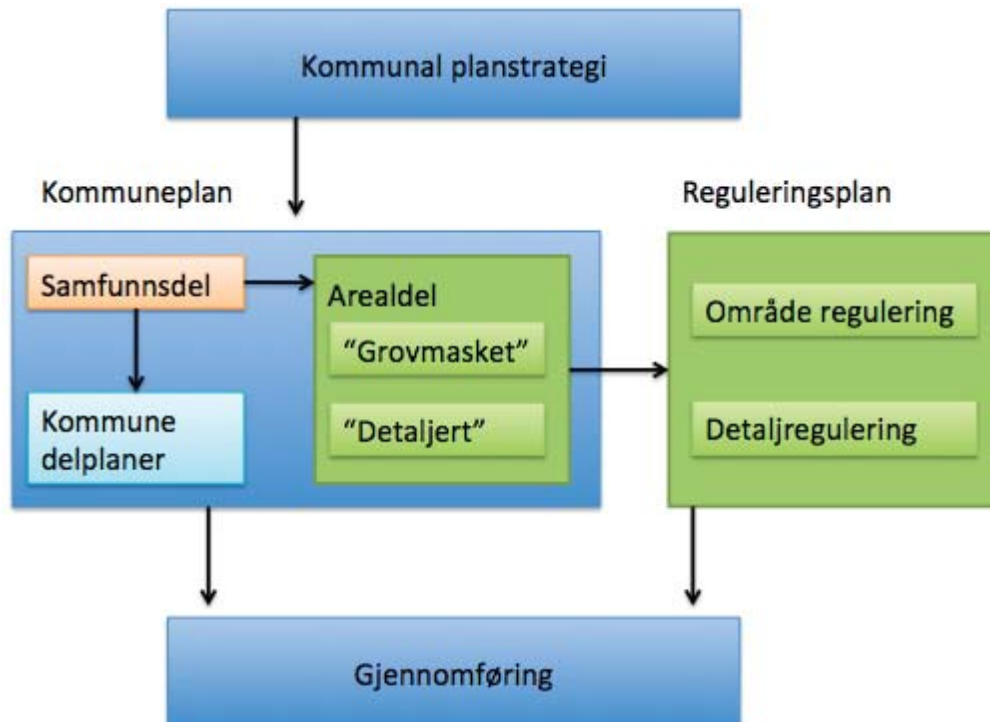 Kommunal planstrategi
Kommuneplan
Reguleringsplan
Samfunnsdel
Arealdel
“Grovmasket”
“Detaljert”
Kommune
delplaner
Område regulering
Detaljregulering
Gjennomføring